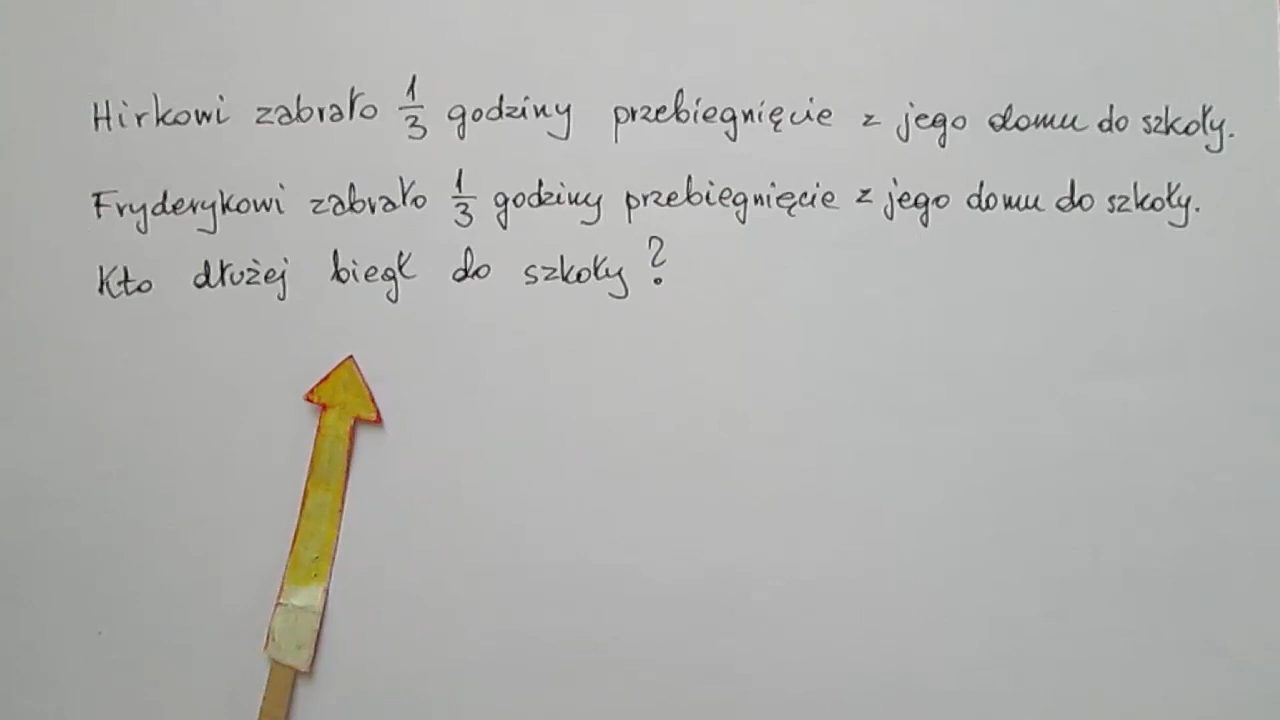 Hirkowi zabrało 1/3 godziny przebiegnięcie z jego domu do szkoły.
Fryderykowi zabrało 1/3 godziny przebiegnięcie z jego domu do szkoły.
Kto dłużej biegł do szkoły?